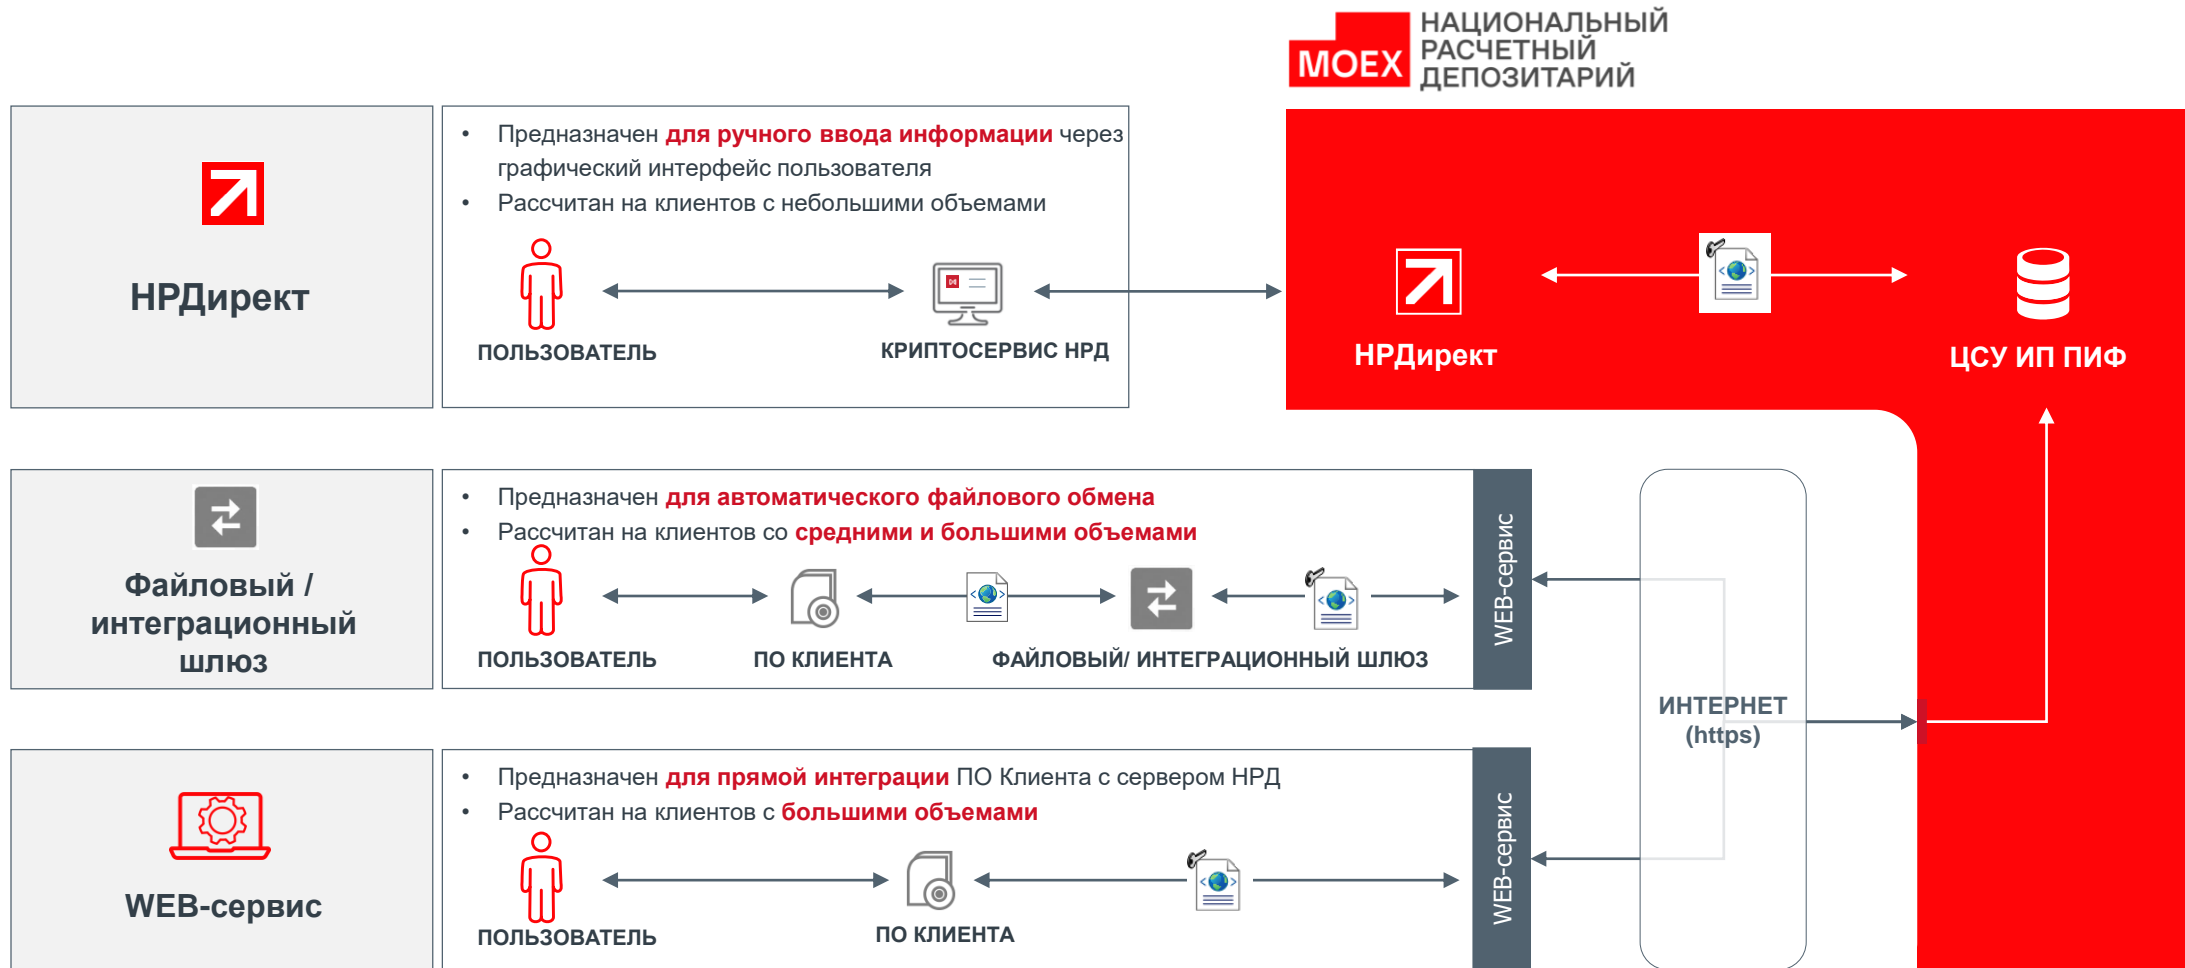 MOEX
НАЦИОНАЛЬНЫЙ
РАСЧЕТНЫЙ
ДЕПОЗИТАРИЙ
НРДирект
• Предназначен для ручного ввода информации через
графический интерфейс пользователя
• Рассчитан на клиентов с небольшими объемами
ПОЛЬЗОВАТЕЛЬ
КРИПТОСЕРВИС НРД
НРДирект
ЦСУ ИП ПИФ
Файловый /
интеграционный
шлюз
• Предназначен для автоматического файлового обмена
• Рассчитан на клиентов со средними и большими объемами
ПОЛЬЗОВАТЕЛЬ
ПО КЛИЕНТА
ФАЙЛОВЫЙ/ ИНТЕГРАЦИОННЫЙ ШЛЮЗ
WEB-сервис
ИНТЕРНЕТ
(https)
WEB-сервис
• Предназначен для прямой интеграции ПО Клиента с сервером НРД
• Рассчитан на клиентов с большими объемами
ПОЛЬЗОВАТЕЛЬ
ПО КЛИЕНТА
WEB-сервис